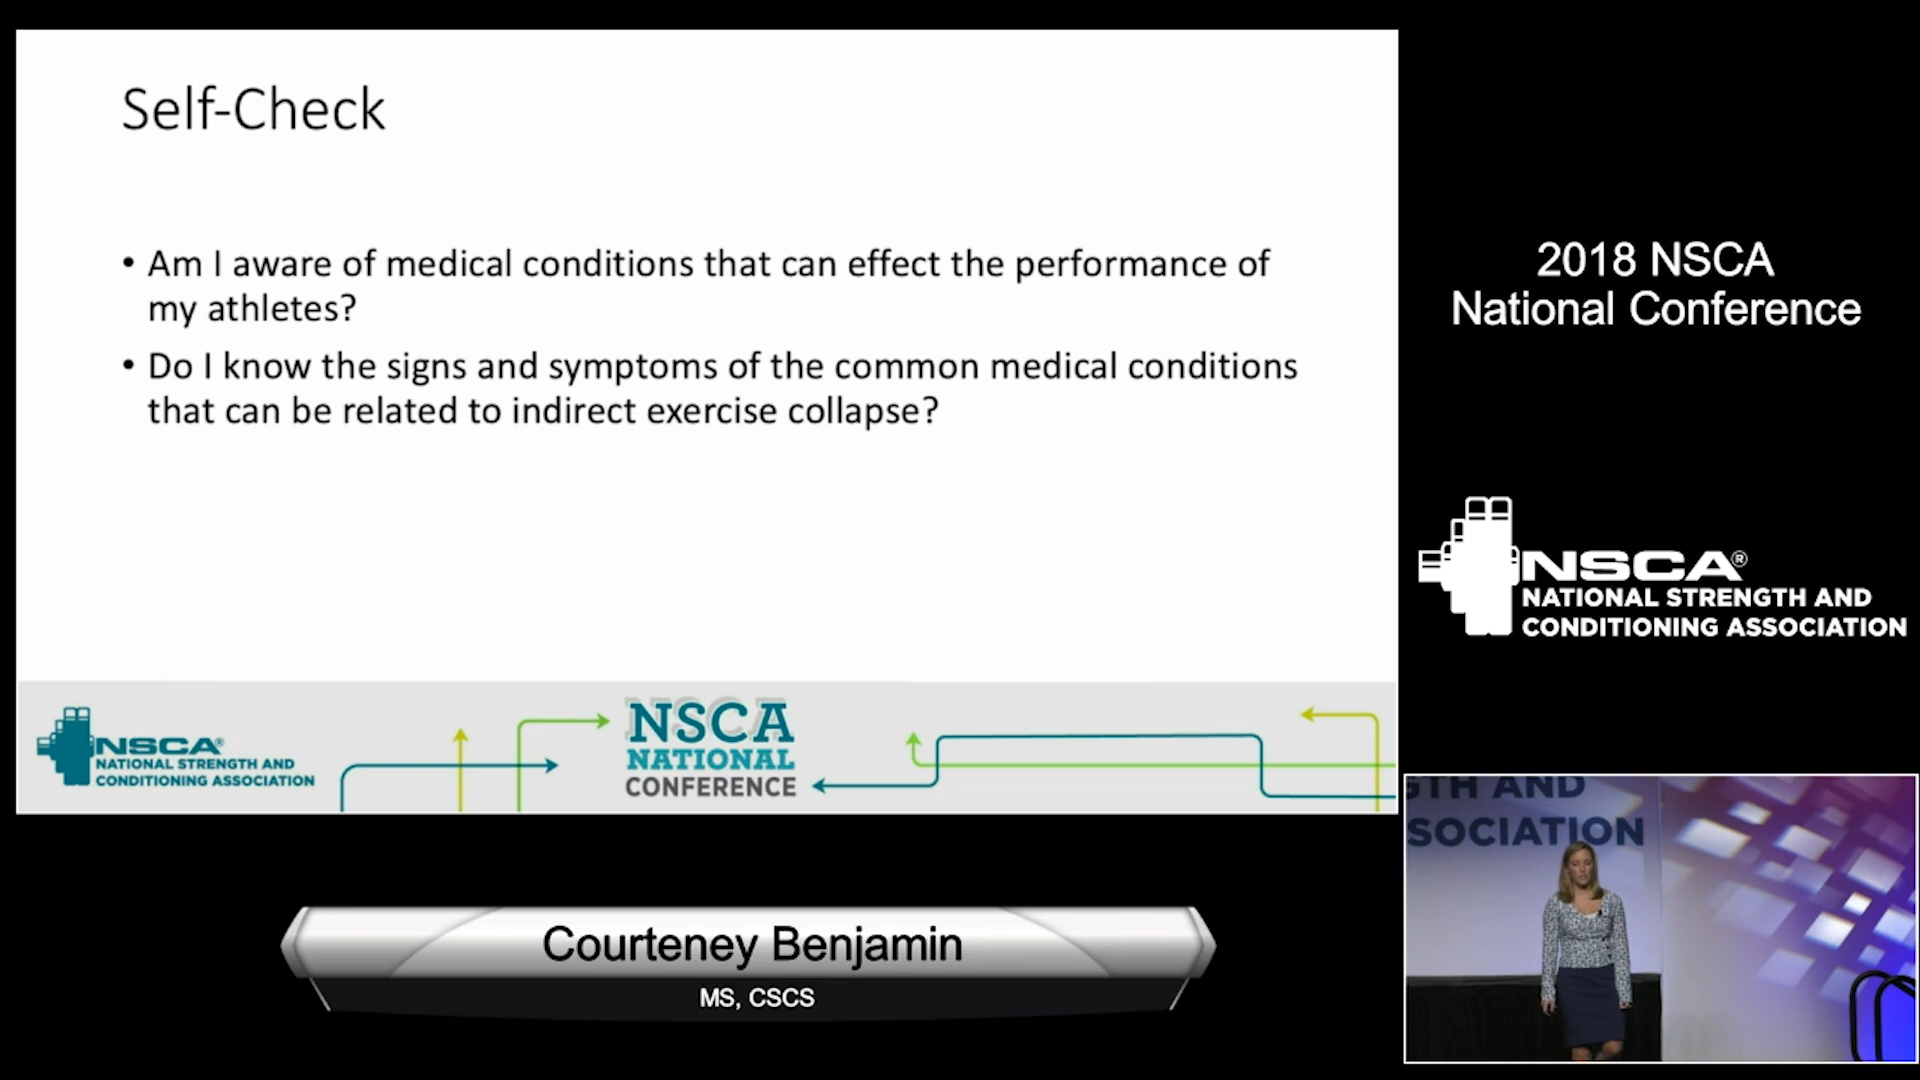 Self-Check
• Am I aware of medical conditions that can effect the performance of
my athletes?
• Do I know the signs and symptoms of the common medical conditions
that can be related to indirect exercise collapse?
NSCA®
NATIONAL STRENGTH AND
CONDITIONING ASSOCIATION
NSCA
NATIONAL
CONFERENCE
2018 NSCA
National Conference
NSCA®
NATIONAL STRENGTH AND
CONDITIONING ASSOCIATION
GTH AND
SOCIATION
Courteney Benjamin
MS, CSCS